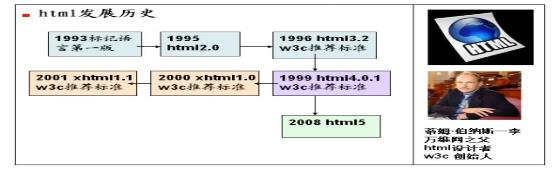 html发展历史
1993标记语
言第一版
1995
html2.0
1996 html3.2
w3c推荐标准
1999 html4.0.1
w3c推荐标准
2000 xhtml1.0
w3c推荐标准
2001 xhtml1.1
w3c推荐标准
2008 html5
HTML
蒂姆·伯纳斯—李
万维网之父
html设计者
w3c 创始人